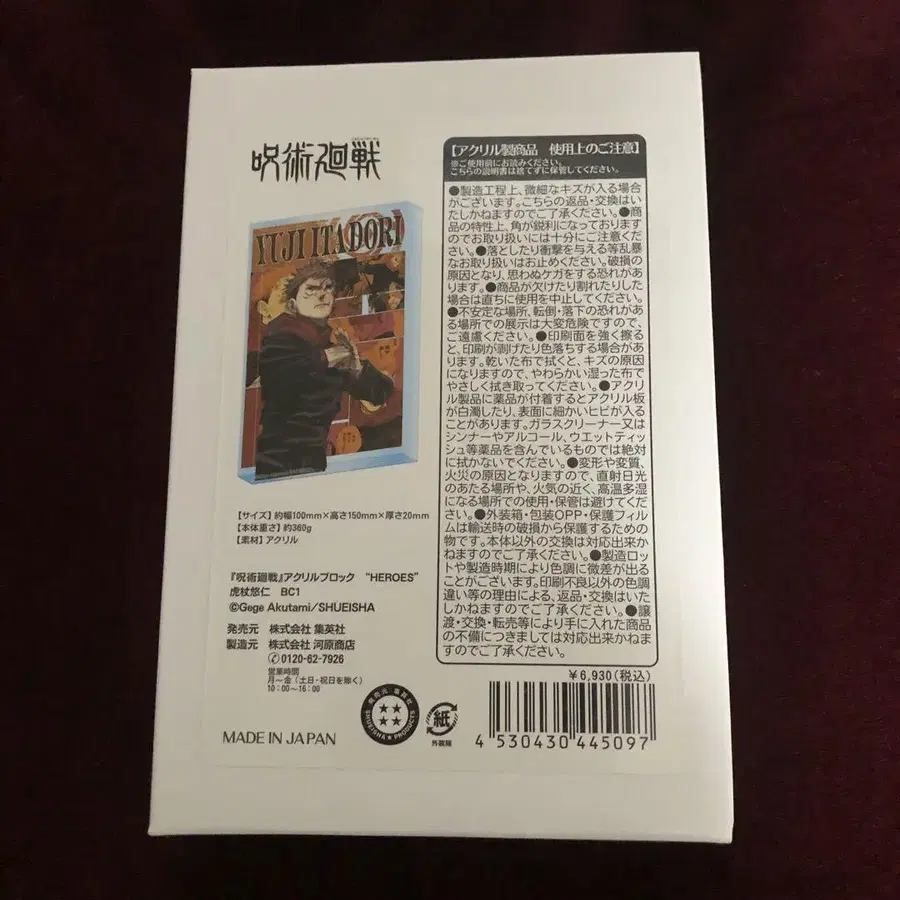 呪術廻戦
YUJI ITADORI
【サイズ】約幅100mm×高さ150mm×厚さ20mm
【本体重さ】約360g
【素材】アクリル
『呪術廻戦』アクリルブロック “HEROES”
虎杖悠仁 BC1
©Gege Akutami/SHUEISHA
発売元 株式会社 集英社
製造元 株式会社 河原商店
✆0120-62-7926
営業時間
月〜金（土日・祝日を除く）
10：00〜16：00
MADE IN JAPAN
発売元 集英社
SHUEISHA PRODUCTS
紙
外装箱
【アクリル製商品 使用上のご注意】
※ご使用前にお読みください。
こちらの説明書は捨てずに保管してください。
●製造工程上、微細なキズが入る場合
がございます。こちらの返品・交換はい
たしかねますのでご了承ください。●商
品の特性上、角が鋭利になっております
のでお取り扱いには十分にご注意くださ
い。●落としたり衝撃を与える等乱暴
なお取り扱いはお止めください。破損の
原因となり、思わぬケガをする恐れがあ
ります。●商品が欠けたり割れたりした
場合は直ちに使用を中止してください。
●不安定な場所、転倒・落下の恐れがあ
る場所での展示は大変危険ですので、
ご遠慮ください。●印刷面を強く擦る
と、印刷が剥げたり色落ちする場合があ
ります。乾いた布で拭くと、キズの原因
になりますので、やわらかい湿った布で
やさしく拭き取ってください。●アクリ
ル製品に薬品が付着するとアクリル板
が白濁したり、表面に細かいヒビが入る
ことがあります。ガラスクリーナー又は
シンナーやアルコール、ウエットティッ
シュ等薬品を含んでいるものでは絶対
に拭かないでください。●変形や変質、
火災の原因となりますので、直射日光
のあたる場所や、火気の近く、高温多湿
になる場所での使用・保管は避けてくだ
さい。●外装箱・包装OPP・保護フィル
ムは輸送時の破損から保護するための
物です。本体以外の交換は対応出来か
ねますのでご了承ください。●製造ロッ
トや製造時期により色調に微差が出る
ことがございます。印刷不良以外の色調
違い等の理由による、返品・交換はいた
しかねますのでご了承ください。●譲
渡・交換・転売等により手に入れた商品
の不備につきましては対応出来かねま
すのでご了承ください。
￥6,930（税込）
4 530430 445097